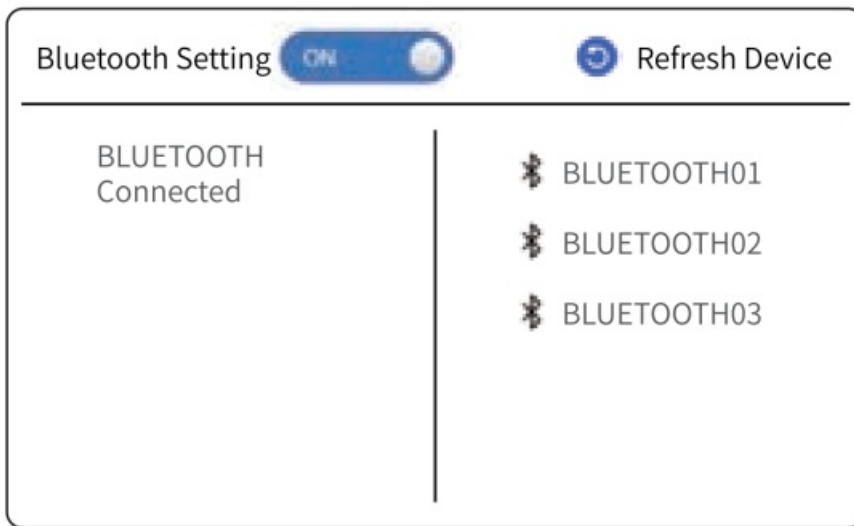 Bluetooth Setting ON Refresh Device
BLUETOOTH
Connected
BLUETOOTH01
BLUETOOTH02
BLUETOOTH03